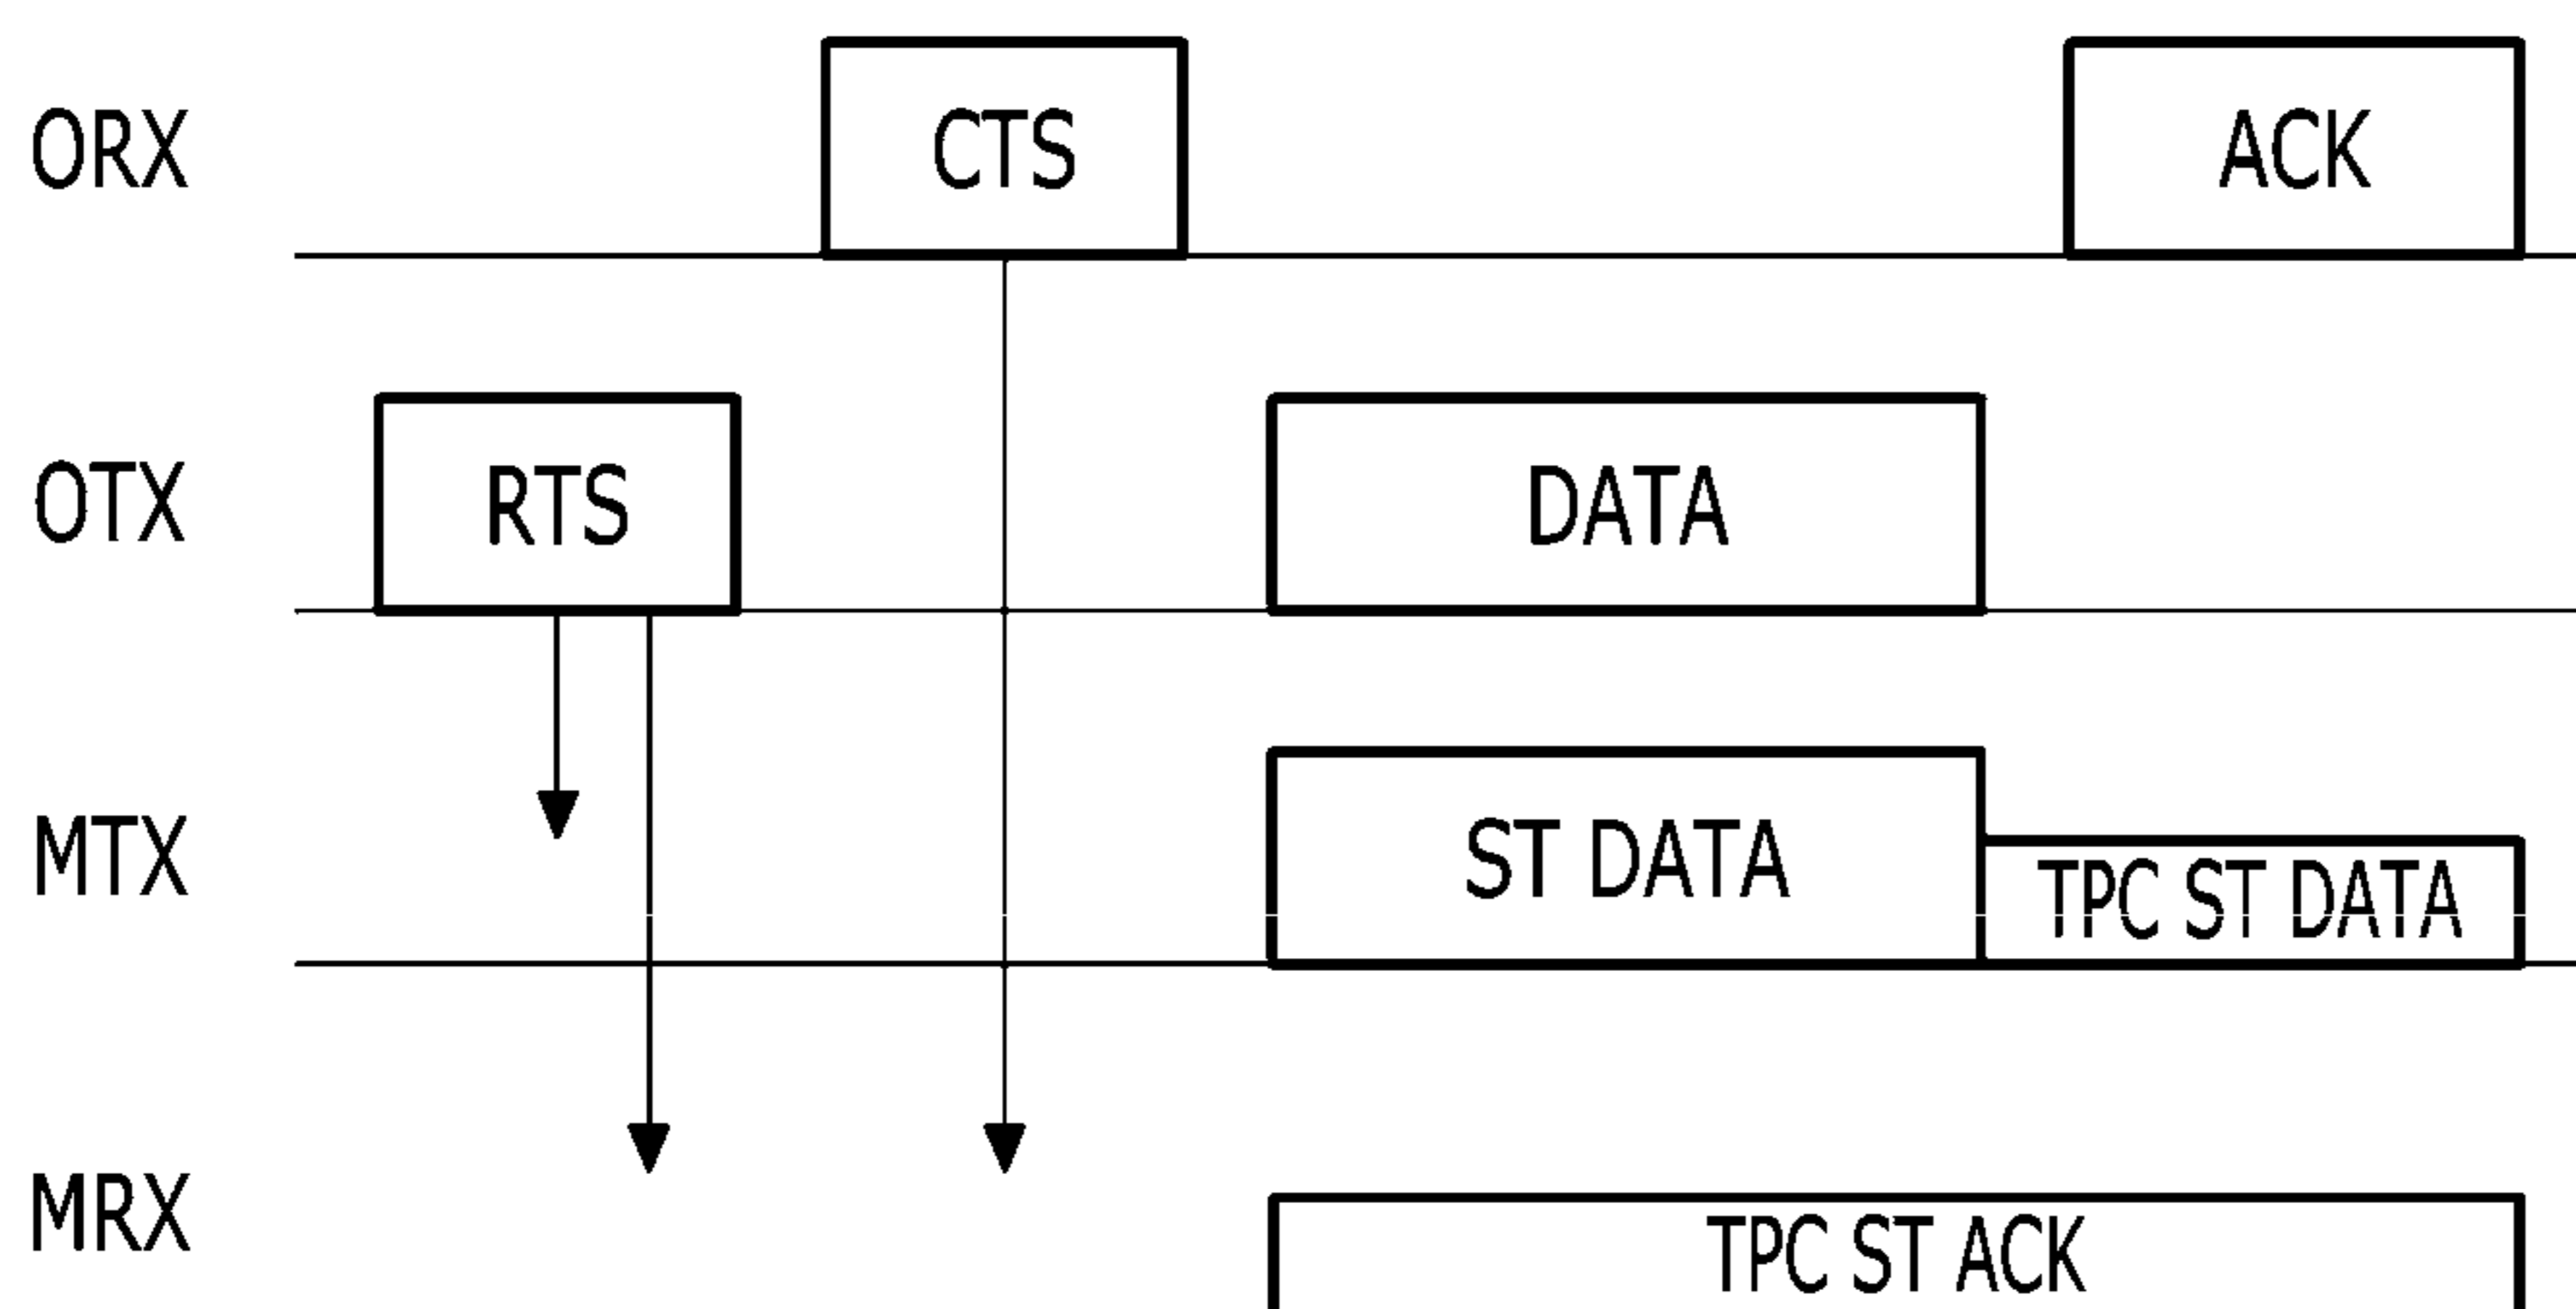 ORX CTS ACK
OTX RTS DATA
MTX ST DATA TPC ST DATA
MRX TPC ST ACK